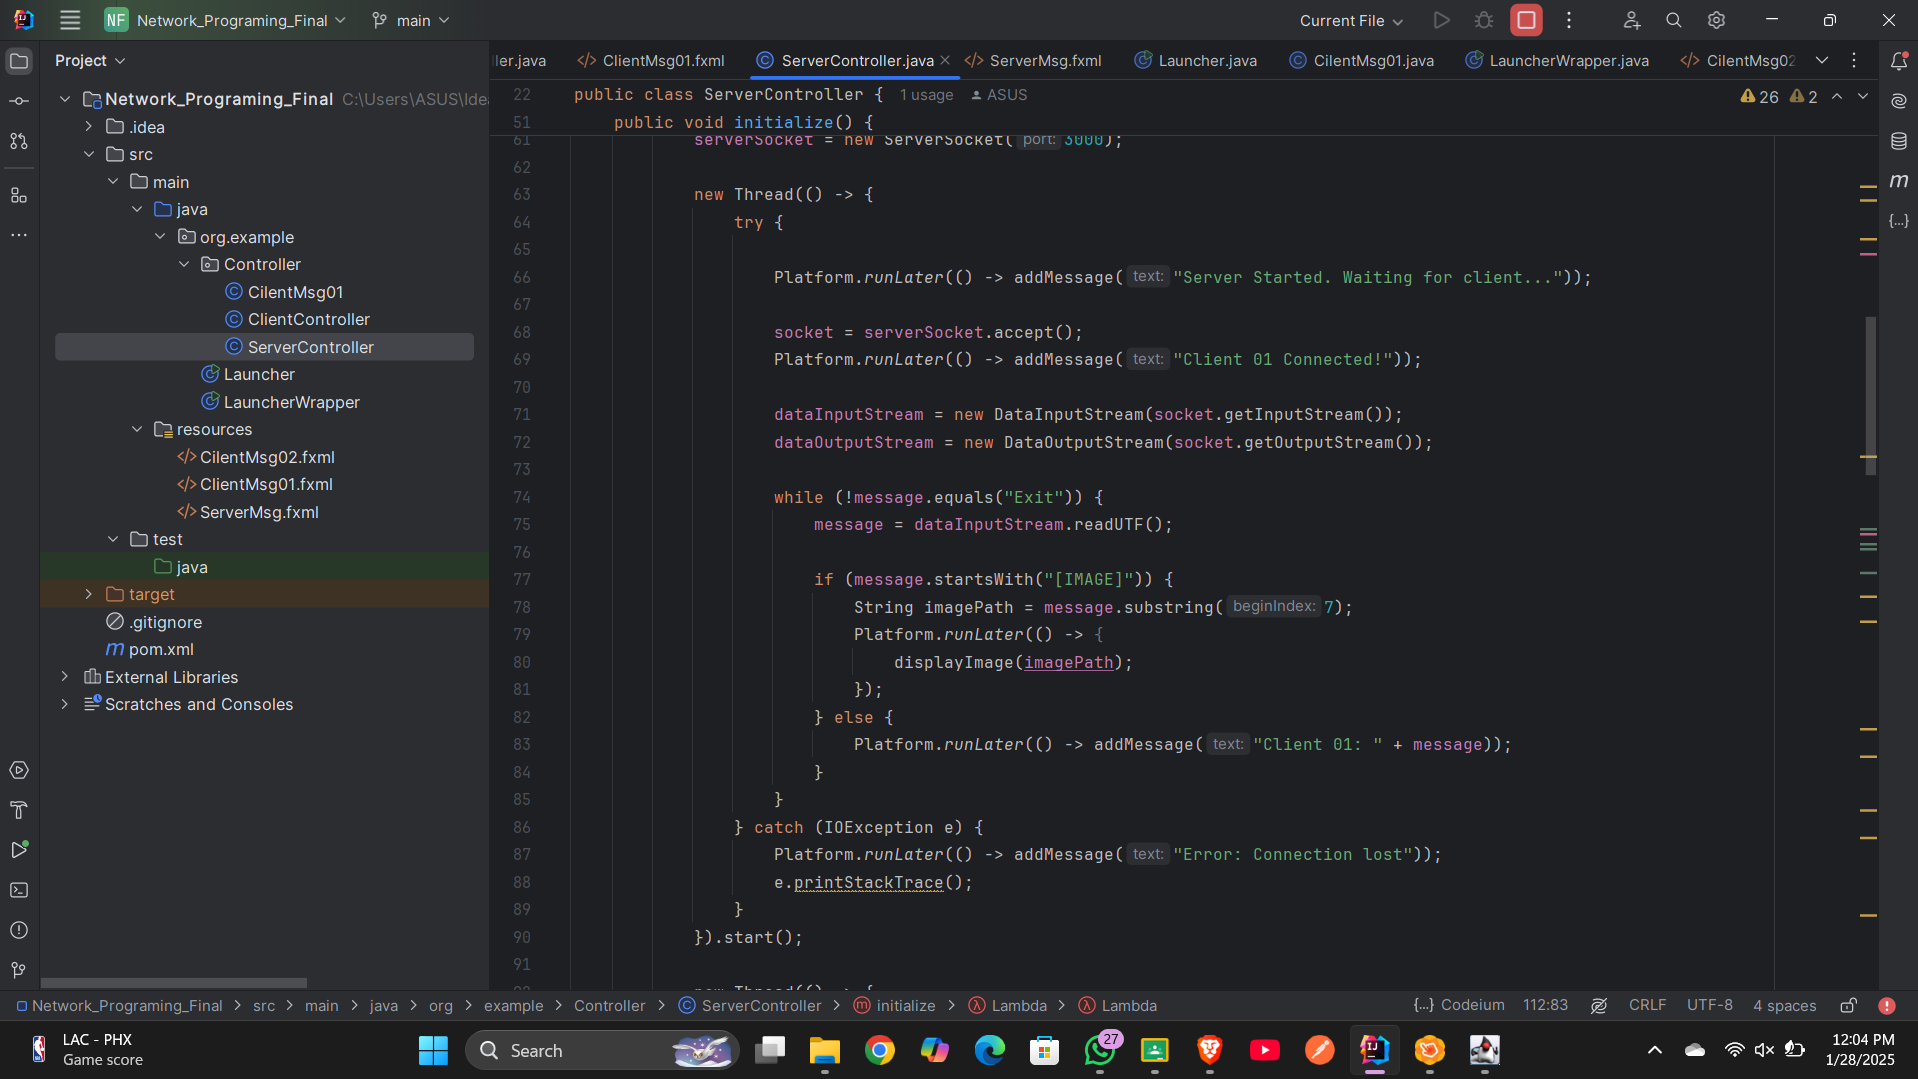 NF Network_Programing_Final main Current File
Project
ler.java ClientMsg01.fxml ServerController.java ServerMsg.fxml Launcher.java CilentMsg01.java LauncherWrapper.java CilentMsg02
Network_Programing_Final C:\Users\ASUS\Idea
.idea
src
main
java
org.example
Controller
CilentMsg01
ClientController
ServerController
Launcher
LauncherWrapper
resources
CilentMsg02.fxml
ClientMsg01.fxml
ServerMsg.fxml
test
java
target
.gitignore
m pom.xml
External Libraries
Scratches and Consoles
22 public class ServerController { 1 usage ASUS
26 2
51 public void initialize() {
61 serverSocket = new ServerSocket( port: 3000);
62
63 new Thread(() -> {
64 try {
65
66 Platform.runLater(() -> addMessage( text: "Server Started. Waiting for client..."));
67
68 socket = serverSocket.accept();
69 Platform.runLater(() -> addMessage( text: "Client 01 Connected!"));
70
71 dataInputStream = new DataInputStream(socket.getInputStream());
72 dataOutputStream = new DataOutputStream(socket.getOutputStream());
73
74 while (!message.equals("Exit")) {
75 message = dataInputStream.readUTF();
76
77 if (message.startsWith("[IMAGE]")) {
78 String imagePath = message.substring( beginIndex: 7);
79 Platform.runLater(() -> {
80 displayImage(imagePath);
81 });
82 } else {
83 Platform.runLater(() -> addMessage( text: "Client 01: " + message));
84 }
85 }
86 } catch (IOException e) {
87 Platform.runLater(() -> addMessage( text: "Error: Connection lost"));
88 e.printStackTrace();
89 }
90 }).start();
91
new Thread(() -> {
Network_Programing_Final > src > main > java > org > example > Controller > ServerController > initialize > Lambda > Lambda
{...} Codeium 112:83 CRLF UTF-8 4 spaces
LAC - PHX
Game score
Search
27
12:04 PM
1/28/2025